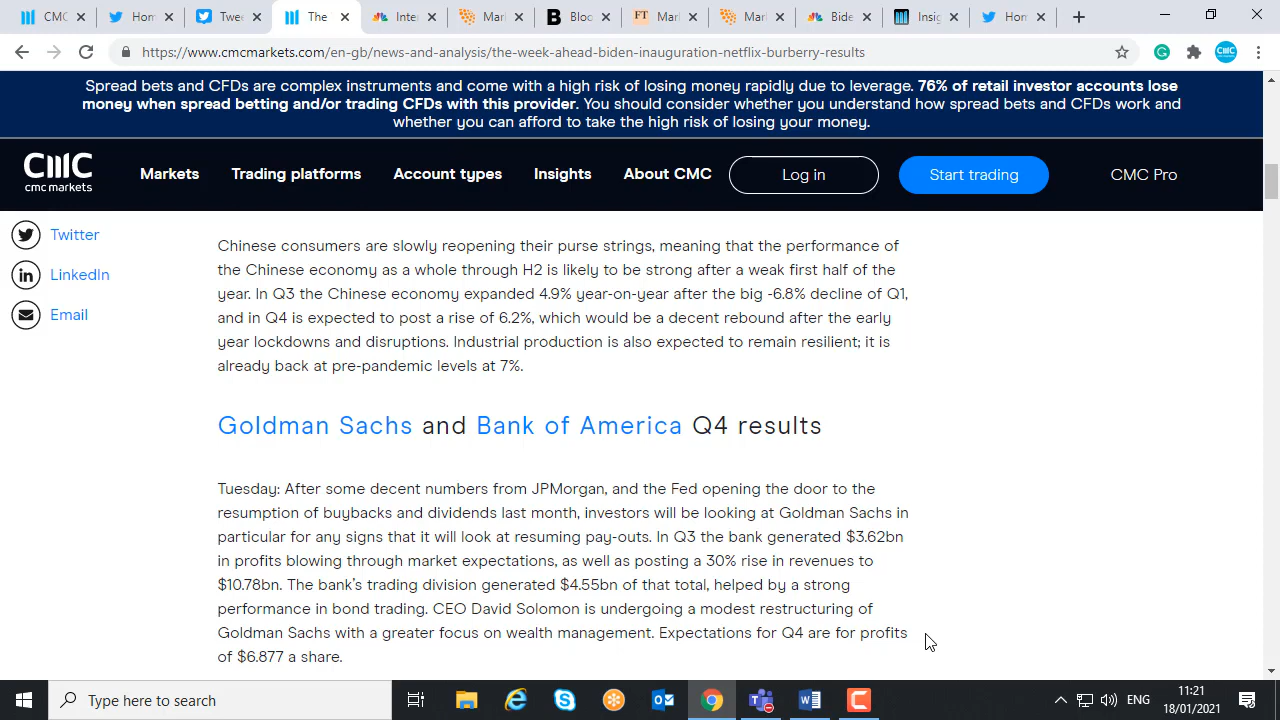 CMC
Hom
Twee
The
Inte
Mark
Bloo
FT Mark
Mark
Bide
Insig
Hom
https://www.cmcmarkets.com/en-gb/news-and-analysis/the-week-ahead-biden-inauguration-netflix-burberry-results
Spread bets and CFDs are complex instruments and come with a high risk of losing money rapidly due to leverage. 76% of retail investor accounts lose
money when spread betting and/or trading CFDs with this provider. You should consider whether you understand how spread bets and CFDs work and
whether you can afford to take the high risk of losing your money.
cmc markets
Markets
Trading platforms
Account types
Insights
About CMC
Log in
Start trading
CMC Pro
Twitter
LinkedIn
Email
Chinese consumers are slowly reopening their purse strings, meaning that the performance of
the Chinese economy as a whole through H2 is likely to be strong after a weak first half of the
year. In Q3 the Chinese economy expanded 4.9% year-on-year after the big -6.8% decline of Q1,
and in Q4 is expected to post a rise of 6.2%, which would be a decent rebound after the early
year lockdowns and disruptions. Industrial production is also expected to remain resilient; it is
already back at pre-pandemic levels at 7%.
Goldman Sachs and Bank of America Q4 results
Tuesday: After some decent numbers from JPMorgan, and the Fed opening the door to the
resumption of buybacks and dividends last month, investors will be looking at Goldman Sachs in
particular for any signs that it will look at resuming pay-outs. In Q3 the bank generated $3.62bn
in profits blowing through market expectations, as well as posting a 30% rise in revenues to
$10.78bn. The bank's trading division generated $4.55bn of that total, helped by a strong
performance in bond trading. CEO David Solomon is undergoing a modest restructuring of
Goldman Sachs with a greater focus on wealth management. Expectations for Q4 are for profits
of $6.877 a share.
Type here to search
ENG
11:21
18/01/2021